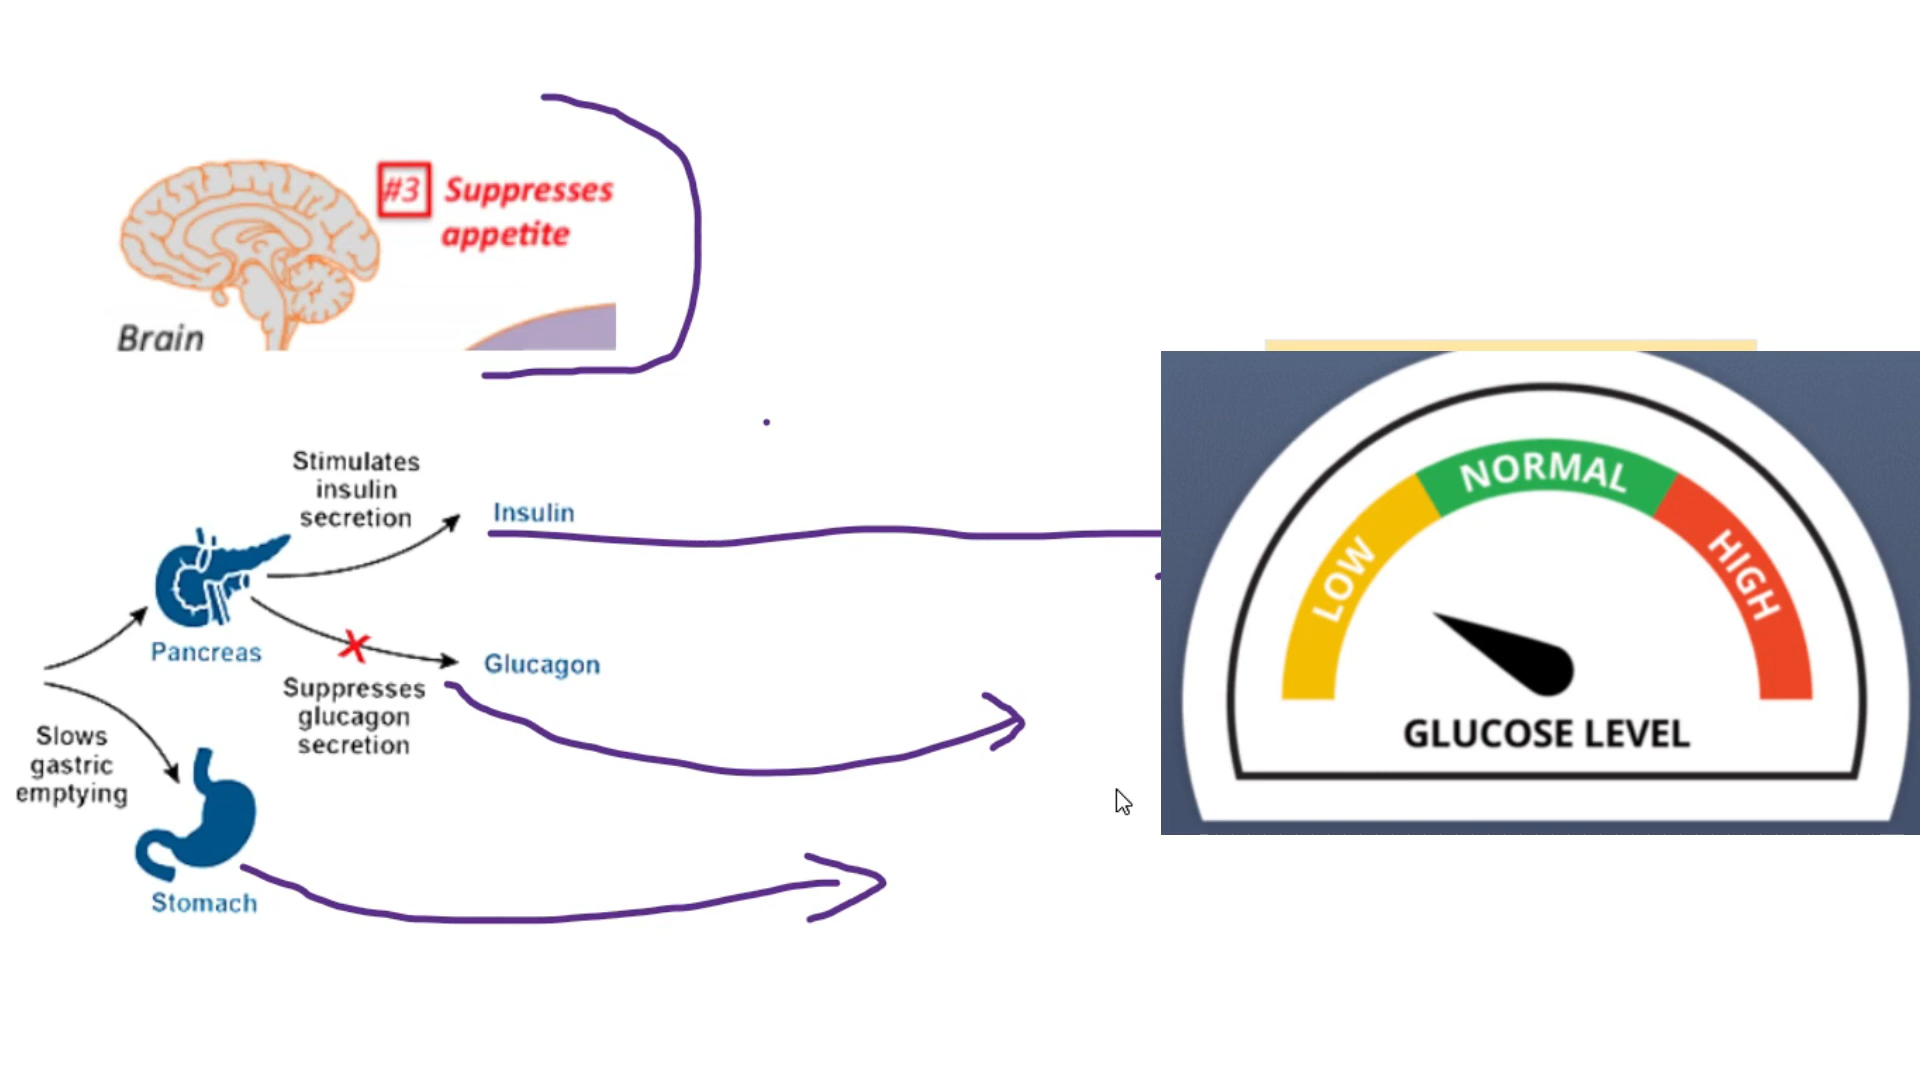 #3 Suppresses
appetite
Brain
Stimulates
insulin
secretion
Insulin
Pancreas
Glucagon
Suppresses
glucagon
secretion
Slows
gastric
emptying
Stomach
LOW
NORMAL
HIGH
GLUCOSE LEVEL